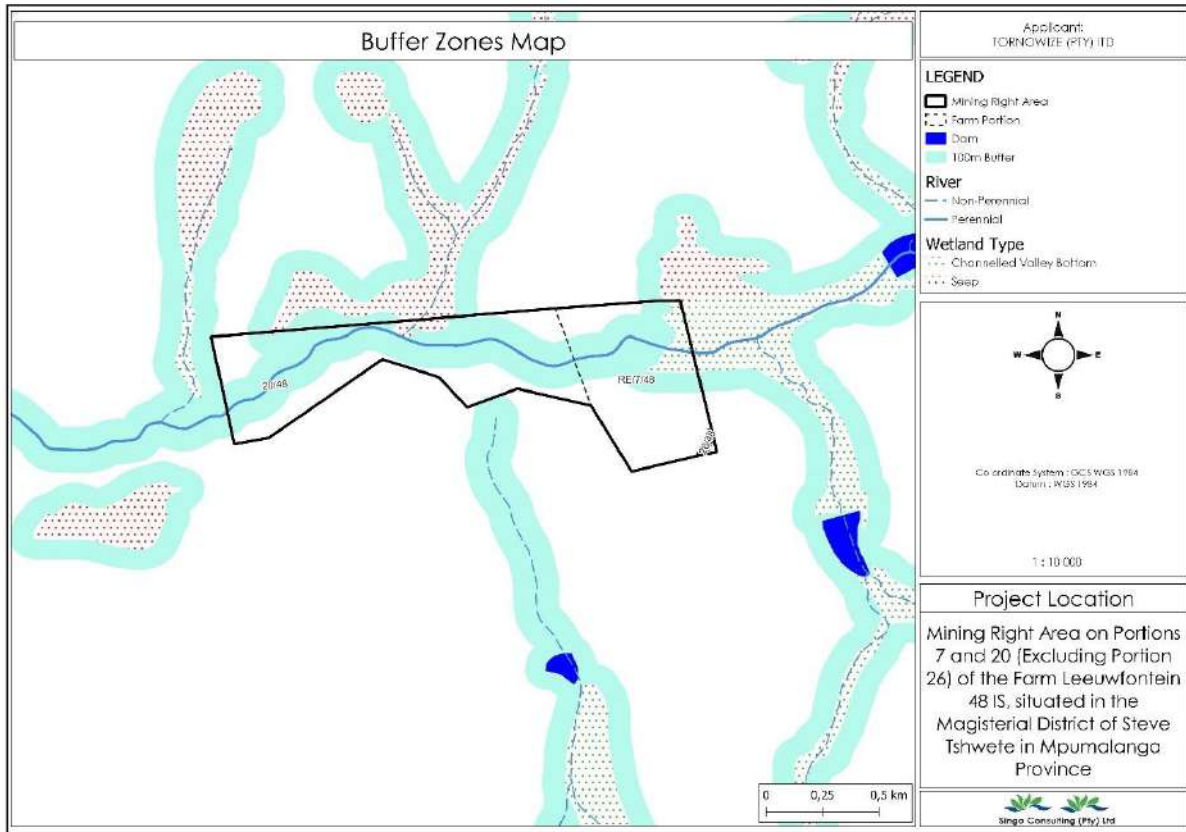 Buffer Zones Map
20/48
RE/7/48
0 0,25 0,5 km
Applicant:
TORNOWIZE (PTY) lTD
LEGEND
Mining Right Area
Farm Portion
Dam
100m Buffer
River
Non-Perennial
Perennial
Wetland Type
Channelled Valley Bottom
Seep
N
W E
S
Co ordinate System : GCS WGS 1984
Datum : WGS 1984
1 : 10 000
Project Location
Mining Right Area on Portions
7 and 20 (Excluding Portion
26) of the Farm Leeuwfontein
48 IS, situated in the
Magisterial District of Steve
Tshwete in Mpumalanga
Province
Singo Consulting (Pty) Ltd